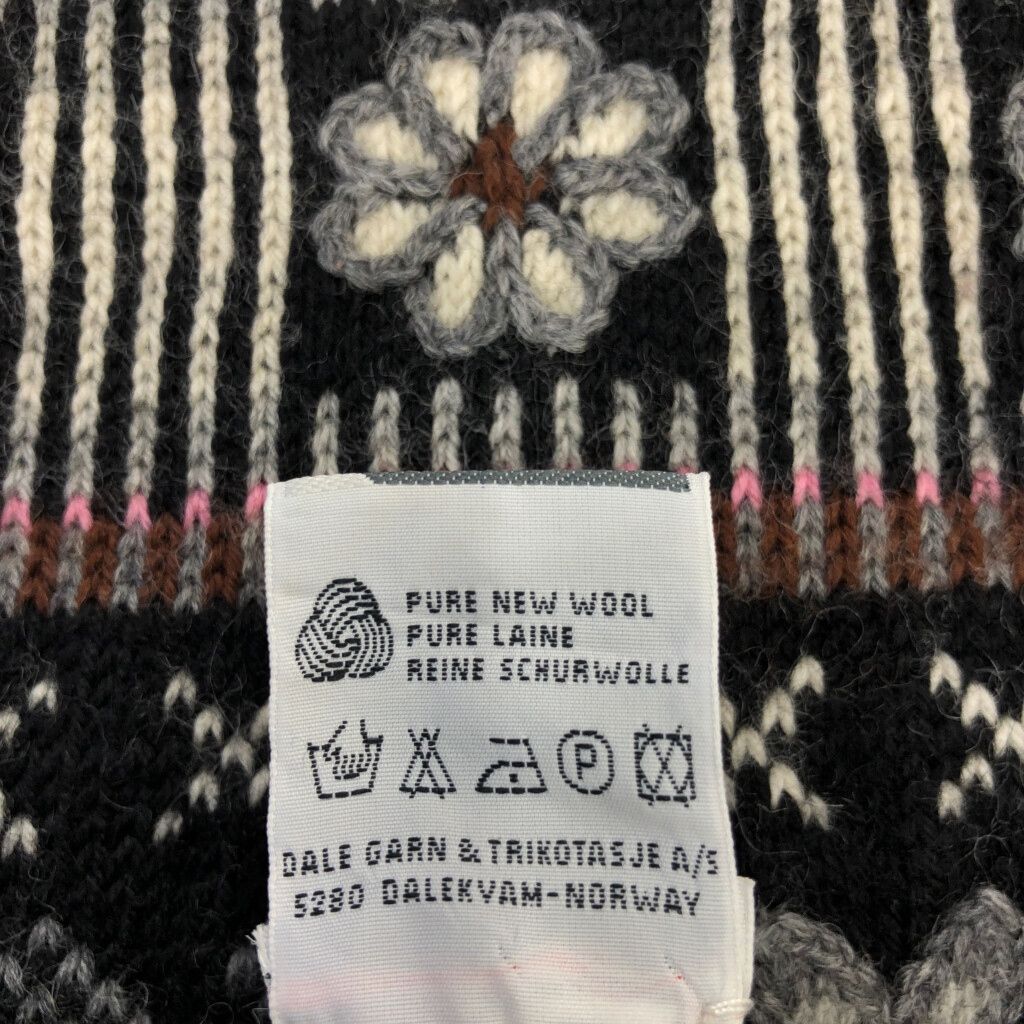 PURE NEW WOOL
PURE LAINE
REINE SCHURWOLLE
P
DALE GARN & TRIKOTASJE A/S
5280 DALEKVAM-NORWAY